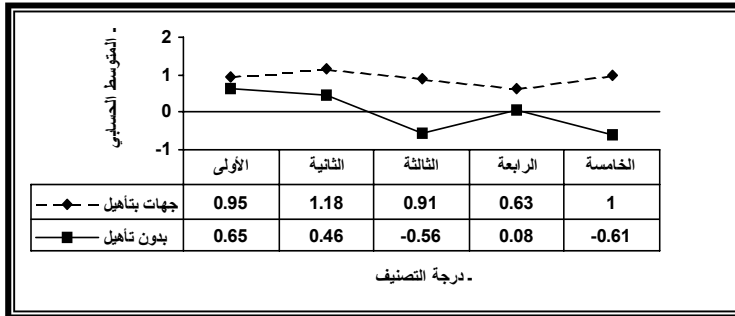 المتوسط الحسابي -
2
1
0
-1
الأولى الثانية الثالثة الرابعة الخامسة
جهات بتأهيل 0.95 1.18 0.91 0.63 1
بدون تأهيل 0.65 0.46 -0.56 0.08 -0.61
درجة التصنيف -